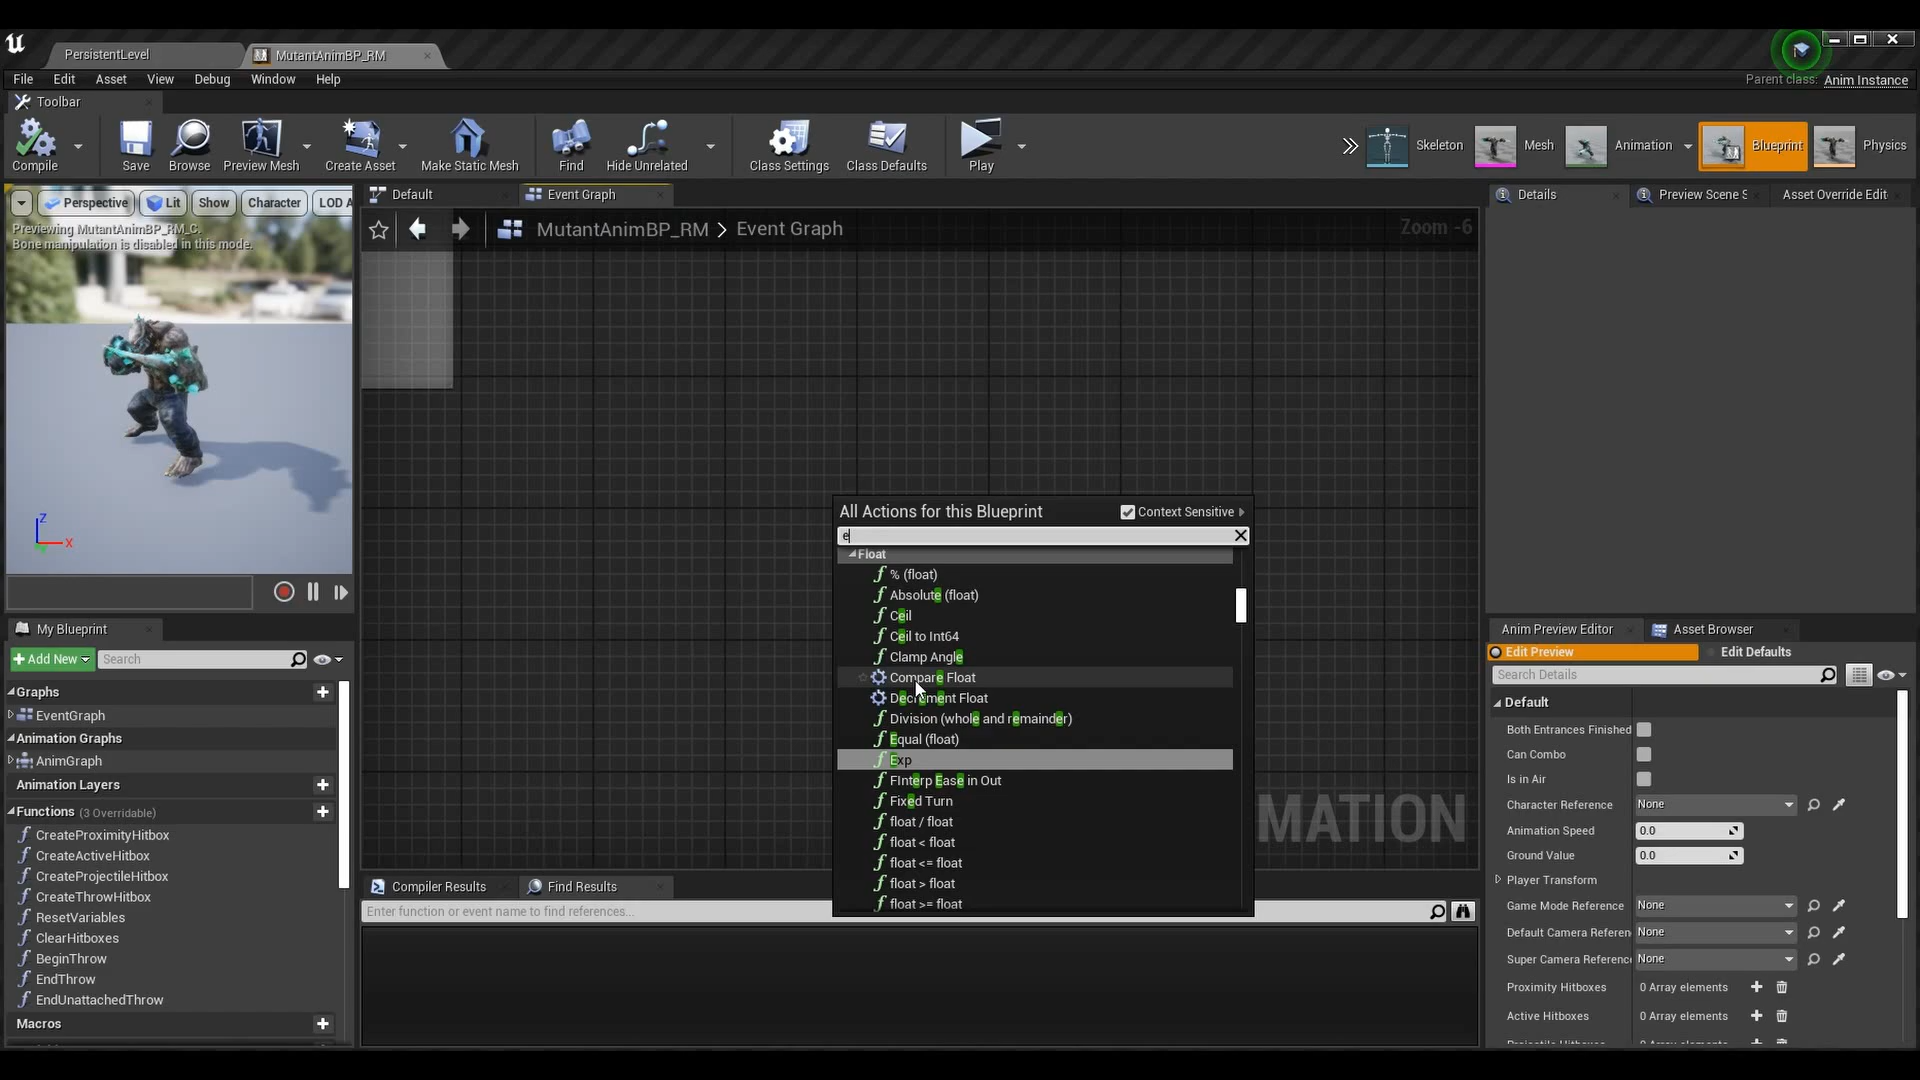 PersistentLevel
MutantAnimBP_RM
File Edit Asset View Debug Window Help
Parent class: Anim Instance
Toolbar
Compile
Save
Browse
Preview Mesh
Create Asset
Make Static Mesh
Find
Hide Unrelated
Class Settings
Class Defaults
Play
Skeleton
Mesh
Animation
Blueprint
Physics
Perspective
Lit
Show
Character
LOD A
Previewing MutantAnimBP_RM_C.
Bone manipulation is disabled in this mode.
Z
X
Default
Event Graph
MutantAnimBP_RM > Event Graph
Zoom -6
MATION
All Actions for this Blueprint
Context Sensitive
e
Float
f % (float)
f Absolute (float)
f Ceil
f Ceil to Int64
f Clamp Angle
Compare Float
Decrement Float
f Division (whole and remainder)
f Equal (float)
f Exp
f FInterp Ease in Out
f Fixed Turn
f float / float
f float < float
f float <= float
f float > float
f float >= float
My Blueprint
Add New
Search
Graphs
EventGraph
Animation Graphs
AnimGraph
Animation Layers
Functions (3 Overridable)
f CreateProximityHitbox
f CreateActiveHitbox
f CreateProjectileHitbox
f CreateThrowHitbox
f ResetVariables
f ClearHitboxes
f BeginThrow
f EndThrow
f EndUnattachedThrow
Macros
Compiler Results
Find Results
Enter function or event name to find references...
Details
Preview Scene S
Asset Override Edit
Anim Preview Editor
Asset Browser
Edit Preview
Edit Defaults
Search Details
Default
Both Entrances Finished
Can Combo
Is in Air
Character Reference None
Animation Speed 0.0
Ground Value 0.0
Player Transform
Game Mode Reference None
Default Camera Referen None
Super Camera Reference None
Proximity Hitboxes 0 Array elements
Active Hitboxes 0 Array elements